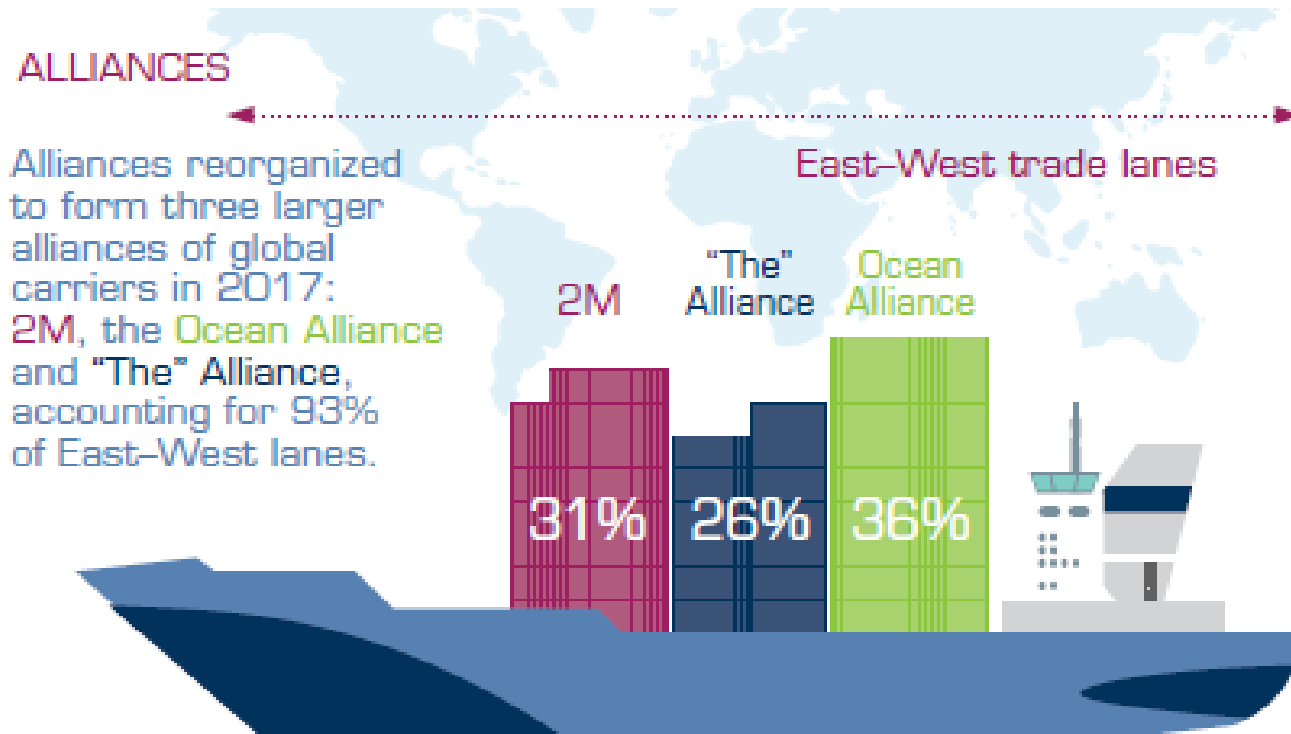 ALLIANCES
Alliances reorganized
to form three larger
alliances of global
carriers in 2017:
2M, the Ocean Alliance
and “The” Alliance,
accounting for 93%
of East–West lanes.
East–West trade lanes
2M
“The”
Alliance
Ocean
Alliance
31%
26%
36%